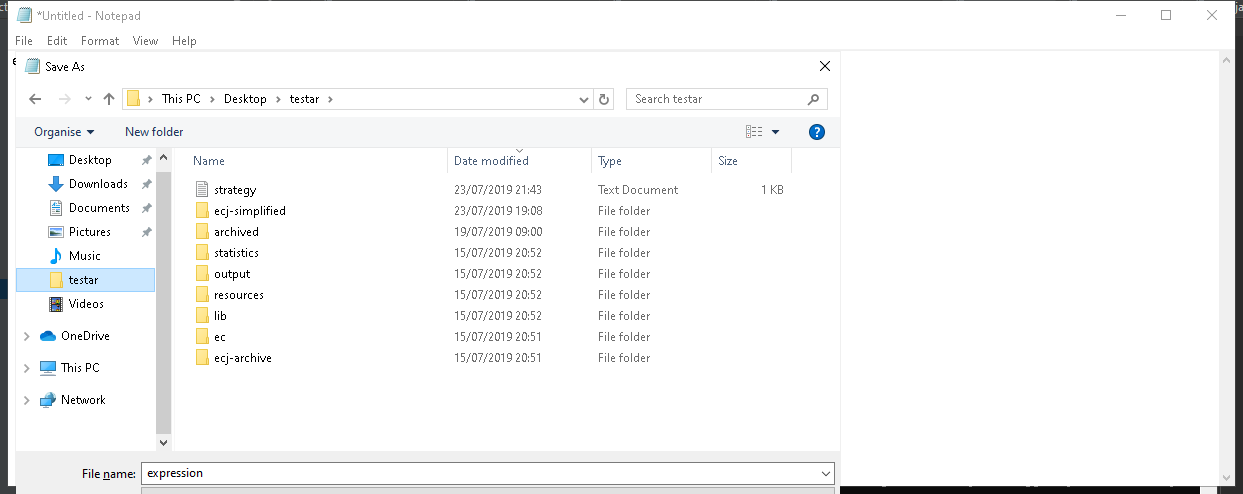 *Untitled - Notepad
File Edit Format View Help
Save As
This PC Desktop testar
Search testar
Organise New folder
Name Date modified Type Size
Desktop
Downloads
Documents
Pictures
Music
testar
Videos
OneDrive
This PC
Network
strategy 23/07/2019 21:43 Text Document 1 KB
ecj-simplified 23/07/2019 19:08 File folder
archived 19/07/2019 09:00 File folder
statistics 15/07/2019 20:52 File folder
output 15/07/2019 20:52 File folder
resources 15/07/2019 20:52 File folder
lib 15/07/2019 20:52 File folder
ec 15/07/2019 20:51 File folder
ecj-archive 15/07/2019 20:51 File folder
File name: expression